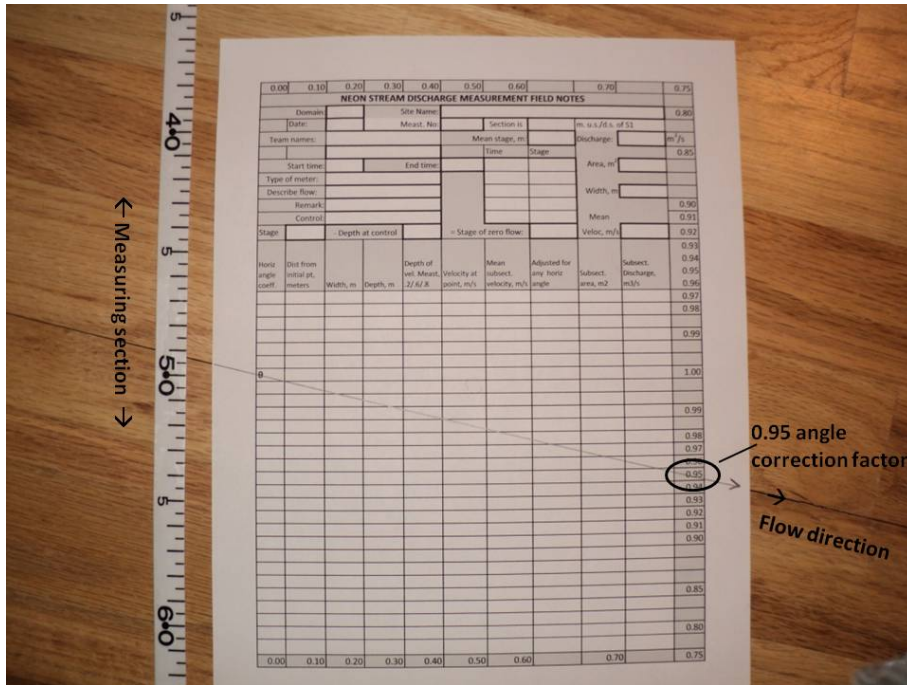 5
4•0
5
5•0
5
6•0
← Measuring section →
0.00 0.10 0.20 0.30 0.40 0.50 0.60 0.70 0.75
NEON STREAM DISCHARGE MEASUREMENT FIELD NOTES
Domain: Site Name: 0.80
Date: Meast. No: Section is m. u.s./d.s. of S1
Team names: Mean stage, m: Discharge: m³/s
Time Stage 0.85
Start time: End time: Area, m²
Type of meter:
Describe flow: Width, m
Remark: 0.90
Control: Mean 0.91
Stage - Depth at control = Stage of zero flow: Veloc, m/s 0.92
0.93
Horiz angle coeff. Dist from initial pt, meters Width, m Depth, m Depth of vel. Meast, .2/.6/.8 Velocity at point, m/s Mean subsect. velocity, m/s Adjusted for any horiz angle Subsect. area, m2 Subsect. Discharge, m3/s
0.94
0.95
0.96
0.97
0.98
0.99
0 1.00
0.99
0.98
0.97
0.95
0.94
0.93
0.92
0.91
0.90
0.85
0.80
0.00 0.10 0.20 0.30 0.40 0.50 0.60 0.70 0.75
0.95 angle
correction factor
Flow direction